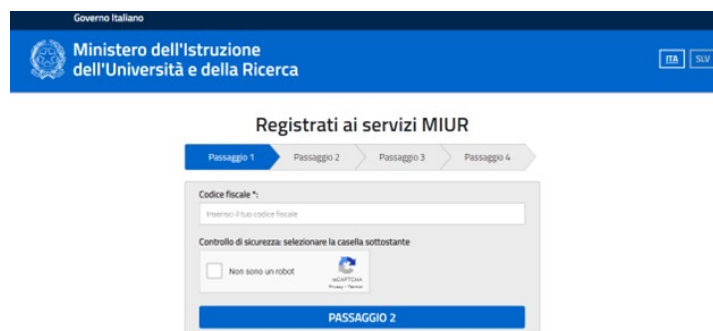 Governo Italiano
Ministero dell'Istruzione
dell'Università e della Ricerca
ITA SLV
Registrati ai servizi MIUR
Passaggio 1 Passaggio 2 Passaggio 3 Passaggio 4
Codice fiscale *:
Inserisci il tuo codice fiscale
Controllo di sicurezza: selezionare la casella sottostante
Non sono un robot
reCAPTCHA
Privacy - Termini
PASSAGGIO 2